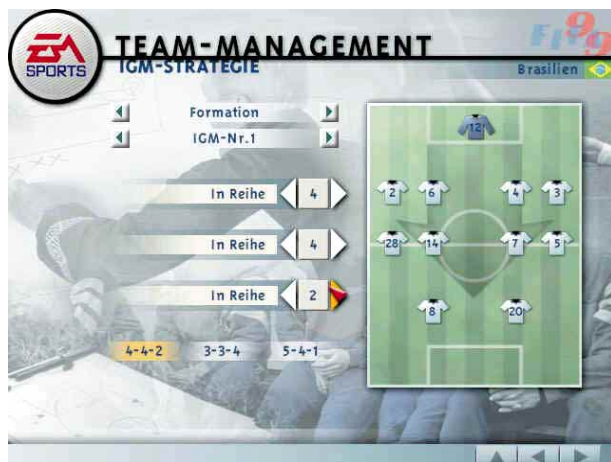 EA
SPORTS
TEAM-MANAGEMENT
IGM-STRATEGIE
FIFA 99
Brasilien
Formation
IGM-Nr.1
In Reihe 4
In Reihe 4
In Reihe 2
4-4-2 3-3-4 5-4-1
12
2 6 4 3
28 14 7 5
8 20